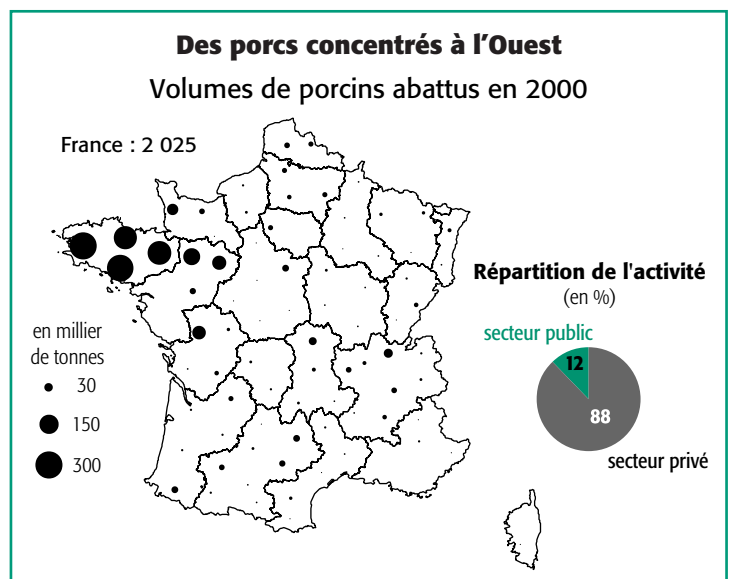 Des porcs concentrés à l'Ouest
Volumes de porcins abattus en 2000
France : 2 025
en millier
de tonnes
30
150
300
Répartition de l'activité
(en %)
secteur public
12
88
secteur privé